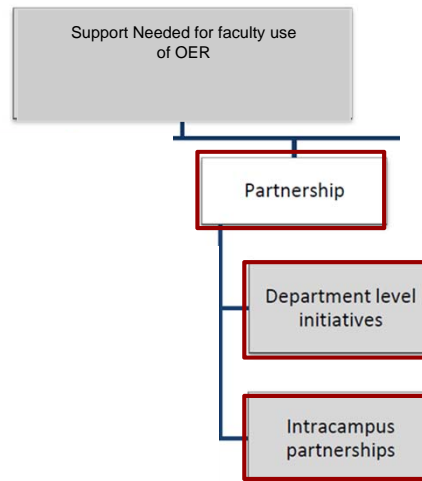 Support Needed for faculty use
of OER
Partnership
Department level
initiatives
Intracampus
partnerships